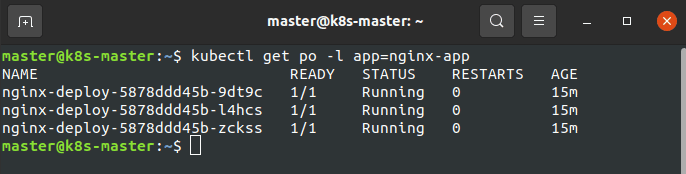 master@k8s-master: ~
master@k8s-master:~$ kubectl get po -l app=nginx-app
NAME READY STATUS RESTARTS AGE
nginx-deploy-5878ddd45b-9dt9c 1/1 Running 0 15m
nginx-deploy-5878ddd45b-l4hcs 1/1 Running 0 15m
nginx-deploy-5878ddd45b-zckss 1/1 Running 0 15m
master@k8s-master:~$